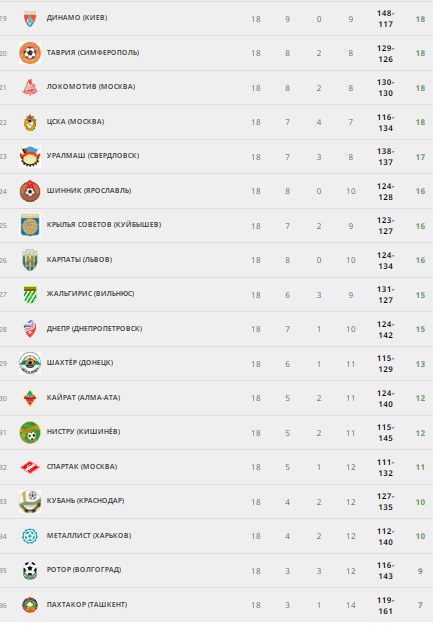 19 ДИНАМО (КИЕВ) 18 9 0 9 148-117 18
20 ТАВРИЯ (СИМФЕРОПОЛЬ) 18 8 2 8 129-126 18
21 ЛОКОМОТИВ (МОСКВА) 18 8 2 8 130-130 18
22 ЦСКА (МОСКВА) 18 7 4 7 116-134 18
23 УРАЛМАШ (СВЕРДЛОВСК) 18 7 3 8 138-137 17
24 ШИННИК (ЯРОСЛАВЛЬ) 18 8 0 10 124-128 16
25 КРЫЛЬЯ СОВЕТОВ (КУЙБЫШЕВ) 18 7 2 9 123-127 16
26 КАРПАТЫ (ЛЬВОВ) 18 8 0 10 124-134 16
27 ЖАЛЬГИРИС (ВИЛЬНЮС) 18 6 3 9 131-127 15
28 ДНЕПР (ДНЕПРОПЕТРОВСК) 18 7 1 10 124-142 15
29 ШАХТЁР (ДОНЕЦК) 18 6 1 11 115-129 13
30 КАЙРАТ (АЛМА-АТА) 18 5 2 11 124-140 12
31 НИСТРУ (КИШИНЁВ) 18 5 2 11 115-145 12
32 СПАРТАК (МОСКВА) 18 5 1 12 111-132 11
33 КУБАНЬ (КРАСНОДАР) 18 4 2 12 127-135 10
34 МЕТАЛЛИСТ (ХАРЬКОВ) 18 4 2 12 112-140 10
35 РОТОР (ВОЛГОГРАД) 18 3 3 12 116-143 9
36 ПАХТАКОР (ТАШКЕНТ) 18 3 1 14 119-161 7